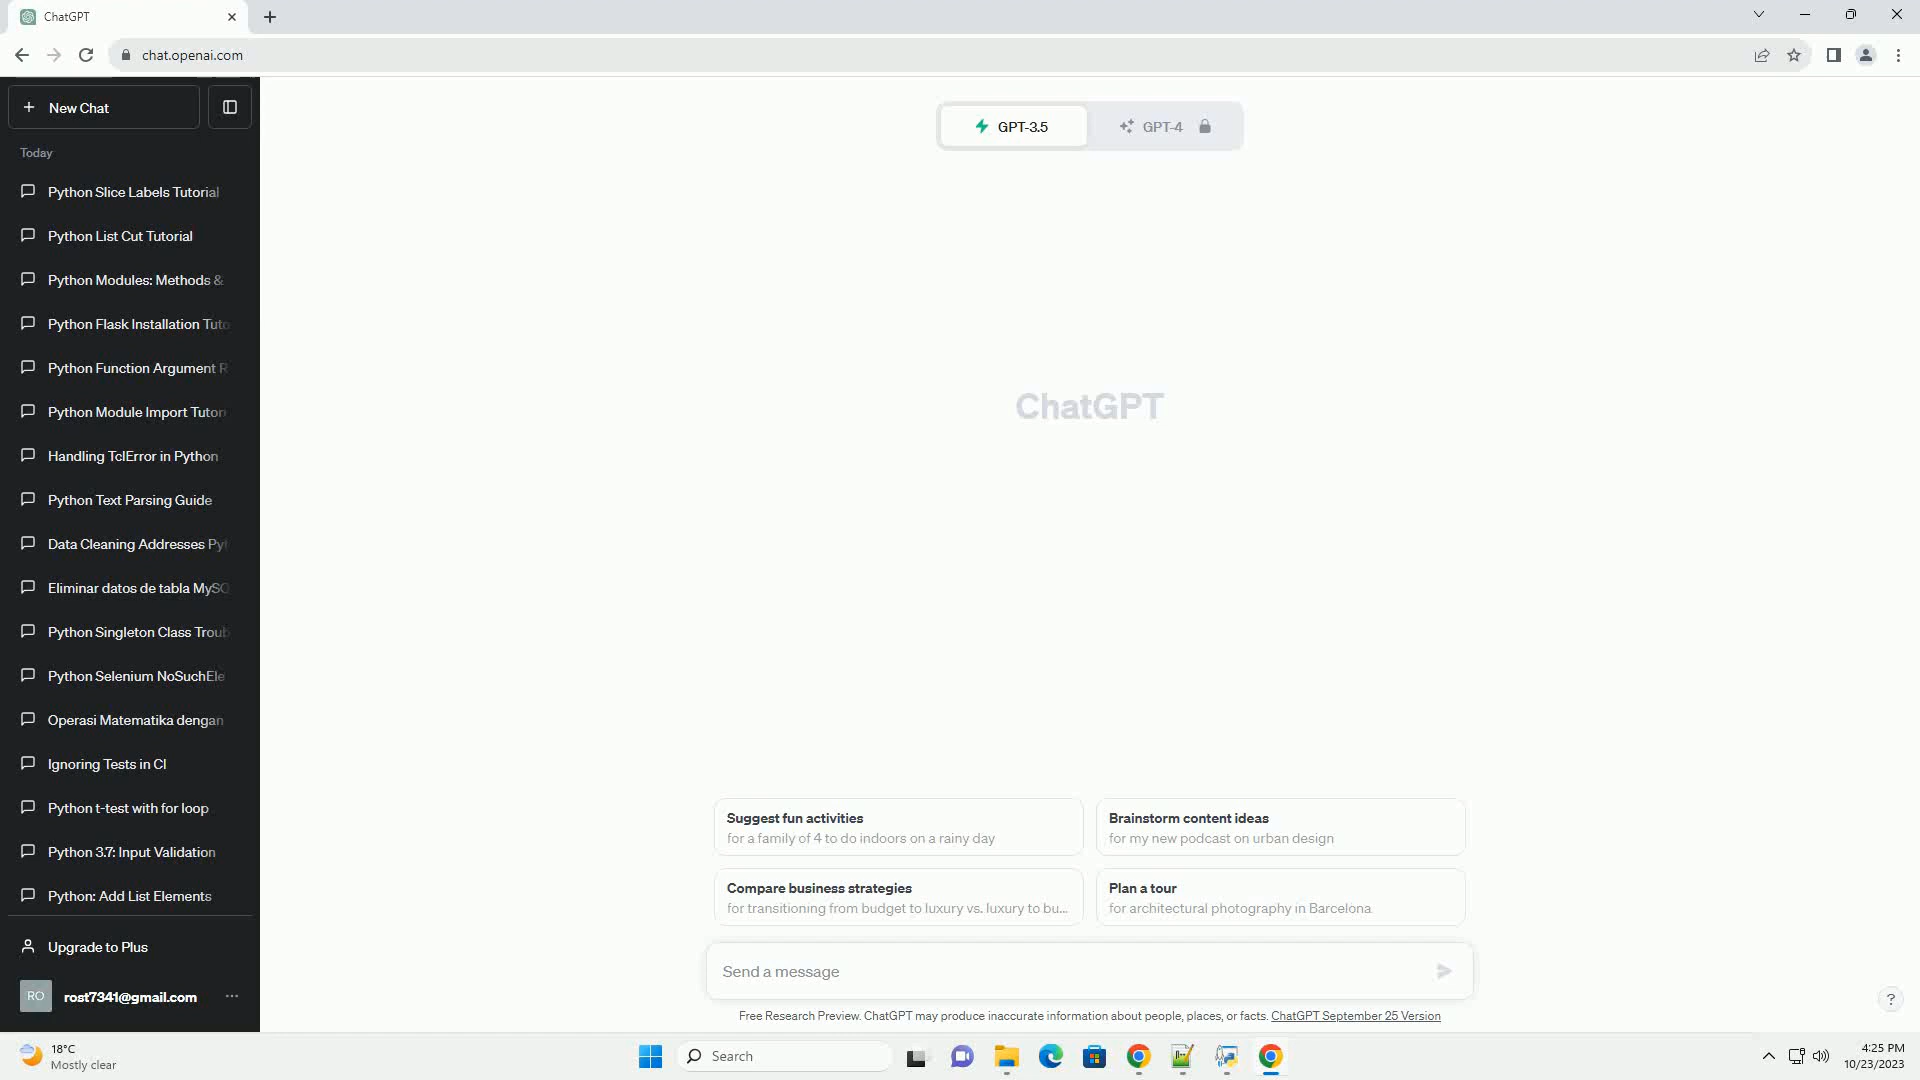 ChatGPT
chat.openai.com
New Chat
Today
Python Slice Labels Tutorial
Python List Cut Tutorial
Python Modules: Methods &
Python Flask Installation Tuto
Python Function Argument R
Python Module Import Tutori
Handling TclError in Python
Python Text Parsing Guide
Data Cleaning Addresses Pyt
Eliminar datos de tabla MySQ
Python Singleton Class Troub
Python Selenium NoSuchEle
Operasi Matematika dengan
Ignoring Tests in CI
Python t-test with for loop
Python 3.7: Input Validation
Python: Add List Elements
Upgrade to Plus
RO
rost7341@gmail.com
GPT-3.5
GPT-4
ChatGPT
Suggest fun activities
for a family of 4 to do indoors on a rainy day
Brainstorm content ideas
for my new podcast on urban design
Compare business strategies
for transitioning from budget to luxury vs. luxury to bu...
Plan a tour
for architectural photography in Barcelona
Send a message
Free Research Preview. ChatGPT may produce inaccurate information about people, places, or facts. ChatGPT September 25 Version
?
18°C
Mostly clear
Search
4:25 PM
10/23/2023